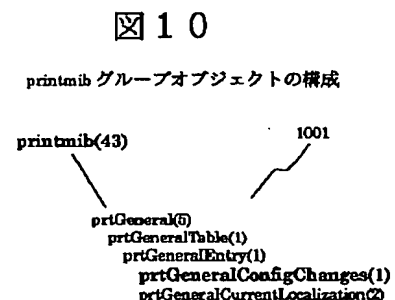 図１０
printmib グループオブジェクトの構成
printmib(43)
1001
prtGeneral(5)
prtGeneralTable(1)
prtGeneralEntry(1)
prtGeneralConfigChanges(1)
prtGeneralCurrentLocalization(2)